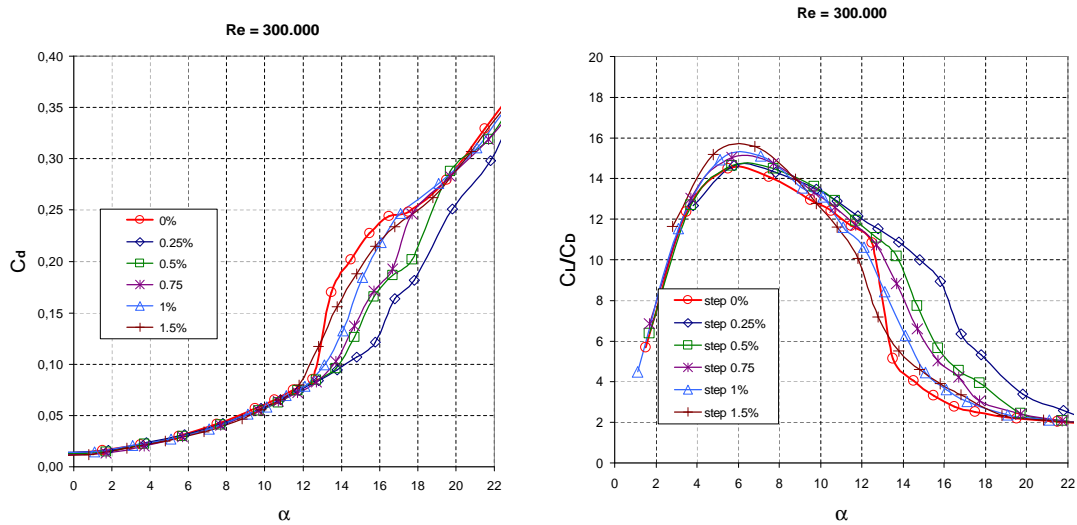 Re = 300.000
0,40
0,35
0,30
0,25
0,20
0,15
0,10
0,05
0,00
Cd
0%
0.25%
0.5%
0.75
1%
1.5%
0 2 4 6 8 10 12 14 16 18 20 22
α
Re = 300.000
20
18
16
14
12
10
8
6
4
2
0
CL/CD
step 0%
step 0.25%
step 0.5%
step 0.75
step 1%
step 1.5%
0 2 4 6 8 10 12 14 16 18 20 22
α